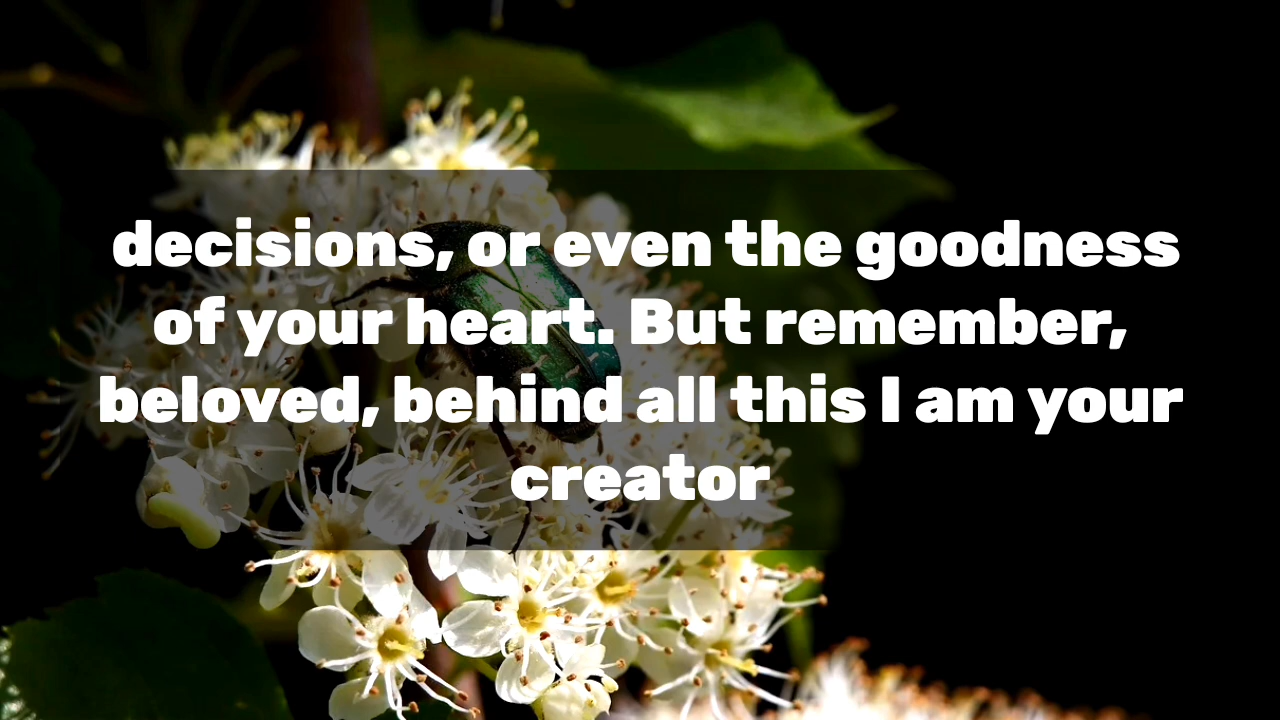 decisions, or even the goodness
of your heart. But remember,
beloved, behind all this I am your
creator